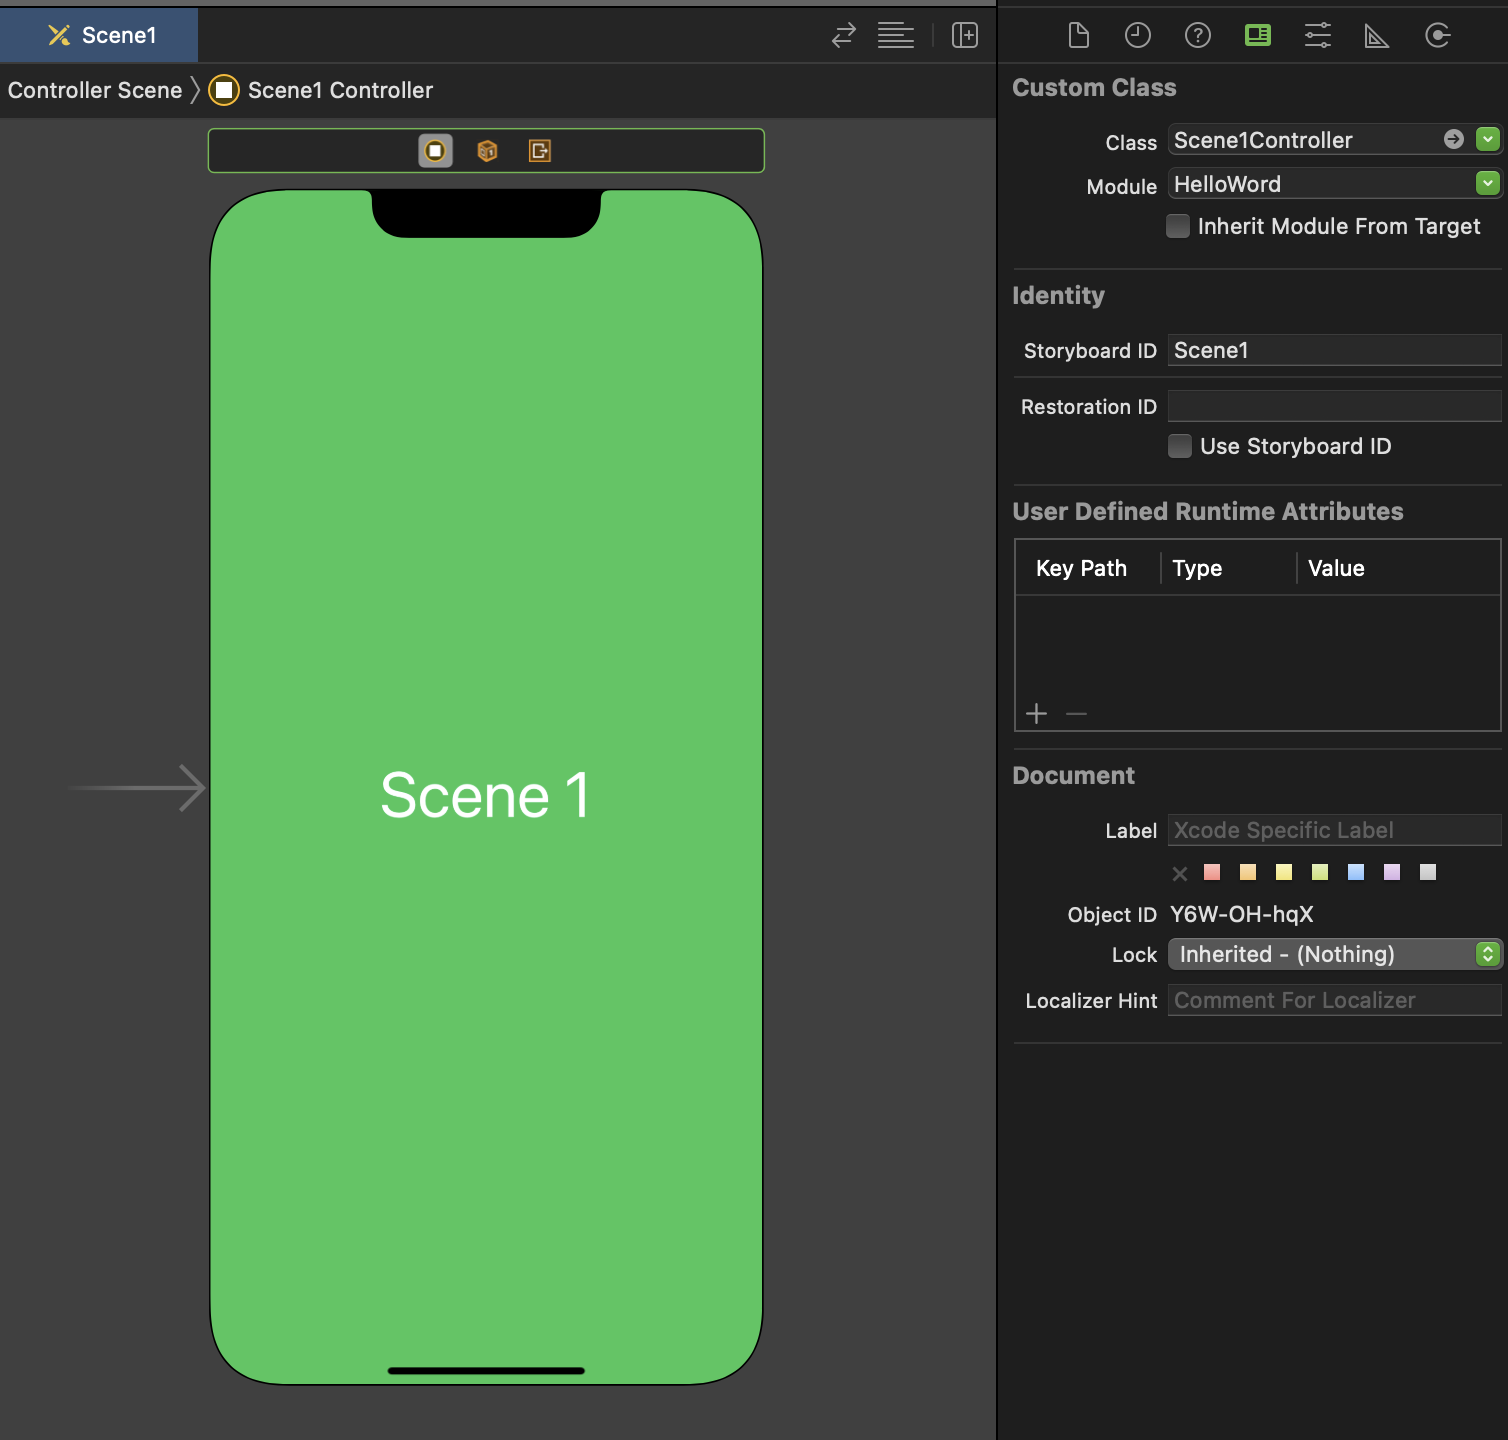 Scene1
Controller Scene
Scene1 Controller
Scene 1
Custom Class
Class
Scene1Controller
Module
HelloWord
Inherit Module From Target
Identity
Storyboard ID
Scene1
Restoration ID
Use Storyboard ID
User Defined Runtime Attributes
Key Path
Type
Value
Document
Label
Xcode Specific Label
Object ID
Y6W-OH-hqX
Lock
Inherited - (Nothing)
Localizer Hint
Comment For Localizer